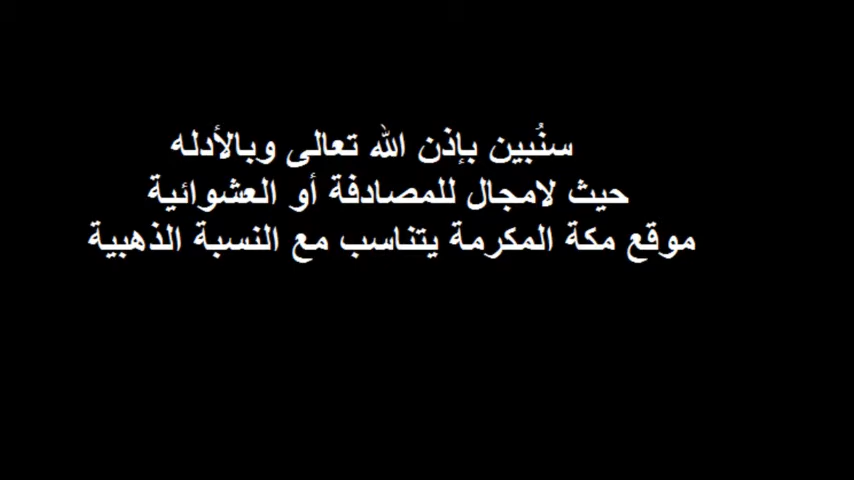 سنُبين بإذن الله تعالى وبالأدله
حيث لامجال للمصادفة أو العشوائية
موقع مكة المكرمة يتناسب مع النسبة الذهبية